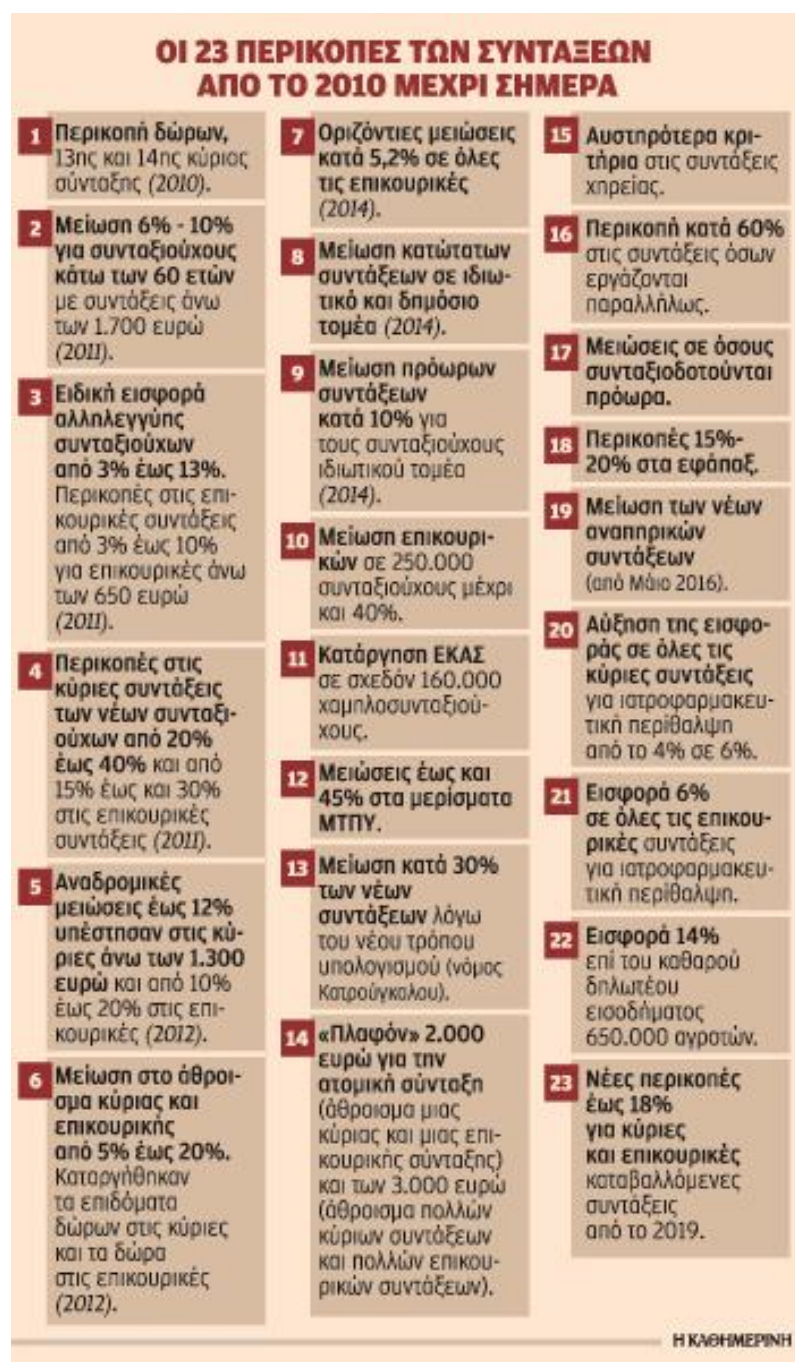 ΟΙ 23 ΠΕΡΙΚΟΠΕΣ ΤΩΝ ΣΥΝΤΑΞΕΩΝ
ΑΠΟ ΤΟ 2010 ΜΕΧΡΙ ΣΗΜΕΡΑ
1 Περικοπή δώρων,
13ης και 14ης κύριας
σύνταξης (2010).
2 Μείωση 6% - 10%
για συνταξιούχους
κάτω των 60 ετών
με συντάξεις άνω
των 1.700 ευρώ
(2011).
3 Ειδική εισφορά
αλληλεγγύης
συνταξιούχων
από 3% έως 13%.
Περικοπές στις επι-
κουρικές συντάξεις
από 3% έως 10%
για επικουρικές άνω
των 650 ευρώ
(2011).
4 Περικοπές στις
κύριες συντάξεις
των νέων συνταξι-
ούχων από 20%
έως 40% και από
15% έως και 30%
στις επικουρικές
συντάξεις (2011).
5 Αναδρομικές
μειώσεις έως 12%
υπέστησαν στις κύ-
ριες άνω των 1.300
ευρώ και από 10%
έως 20% στις επι-
κουρικές (2012).
6 Μείωση στο άθροι-
σμα κύριας και
επικουρικής
από 5% έως 20%.
Καταργήθηκαν
τα επιδόματα
δώρων στις κύριες
και τα δώρα
στις επικουρικές
(2012).
7 Οριζόντιες μειώσεις
κατά 5,2% σε όλες
τις επικουρικές
(2014).
8 Μείωση κατώτατων
συντάξεων σε ιδιω-
τικό και δημόσιο
τομέα (2014).
9 Μείωση πρόωρων
συντάξεων
κατά 10% για
τους συνταξιούχους
ιδιωτικού τομέα
(2014).
10 Μείωση επικουρι-
κών σε 250.000
συνταξιούχους μέχρι
και 40%.
11 Κατάργηση ΕΚΑΣ
σε σχεδόν 160.000
χαμηλοσυνταξιού-
χους.
12 Μειώσεις έως και
45% στα μερίσματα
ΜΤΠΥ.
13 Μείωση κατά 30%
των νέων
συντάξεων λόγω
του νέου τρόπου
υπολογισμού (νόμος
Κατρούγκαλου).
14 «Πλαφόν» 2.000
ευρώ για την
ατομική σύνταξη
(άθροισμα μιας
κύριας και μιας επι-
κουρικής σύνταξης)
και των 3.000 ευρώ
(άθροισμα πολλών
κύριων συντάξεων
και πολλών επικου-
ρικών συντάξεων).
15 Αυστηρότερα κρι-
τήρια στις συντάξεις
χηρείας.
16 Περικοπή κατά 60%
στις συντάξεις όσων
εργάζονται
παραλλήλως.
17 Μειώσεις σε όσους
συνταξιοδοτούνται
πρόωρα.
18 Περικοπές 15%-
20% στα εφάπαξ.
19 Μείωση των νέων
αναπηρικών
συντάξεων
(από Μάιο 2016).
20 Αύξηση της εισφο-
ράς σε όλες τις
κύριες συντάξεις
για ιατροφαρμακευ-
τική περίθαλψη
από το 4% σε 6%.
21 Εισφορά 6%
σε όλες τις επικου-
ρικές συντάξεις
για ιατροφαρμακευ-
τική περίθαλψη.
22 Εισφορά 14%
επί του καθαρού
δηλωτέου
εισοδήματος
650.000 αγροτών.
23 Νέες περικοπές
έως 18%
για κύριες
και επικουρικές
καταβαλλόμενες
συντάξεις
από το 2019.
Η ΚΑΘΗΜΕΡΙΝΗ